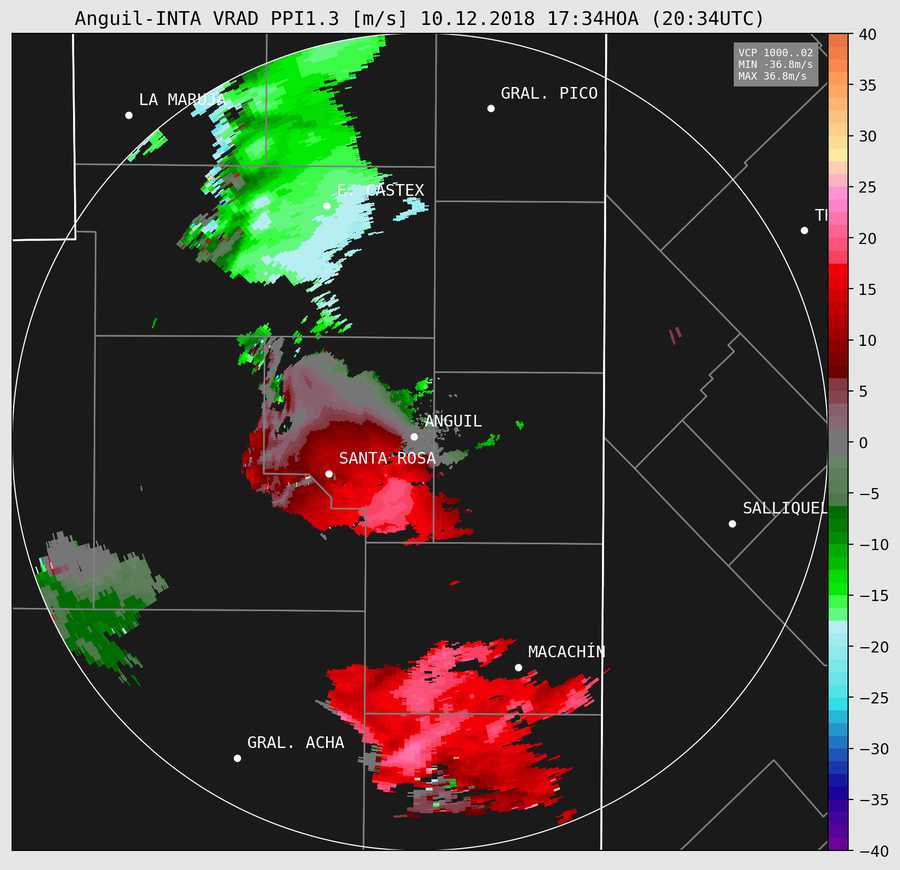 Anguil-INTA VRAD PPI1.3 [m/s] 10.12.2018 17:34HOA (20:34UTC)
VCP 1000..02
MIN -36.8m/s
MAX 36.8m/s
LA MARUJA
GRAL. PICO
E. CASTEX
ANGUIL
SANTA ROSA
SALLIQUEL
MACACHÍN
GRAL. ACHA
40
35
30
25
20
15
10
5
0
−5
−10
−15
−20
−25
−30
−35
−40